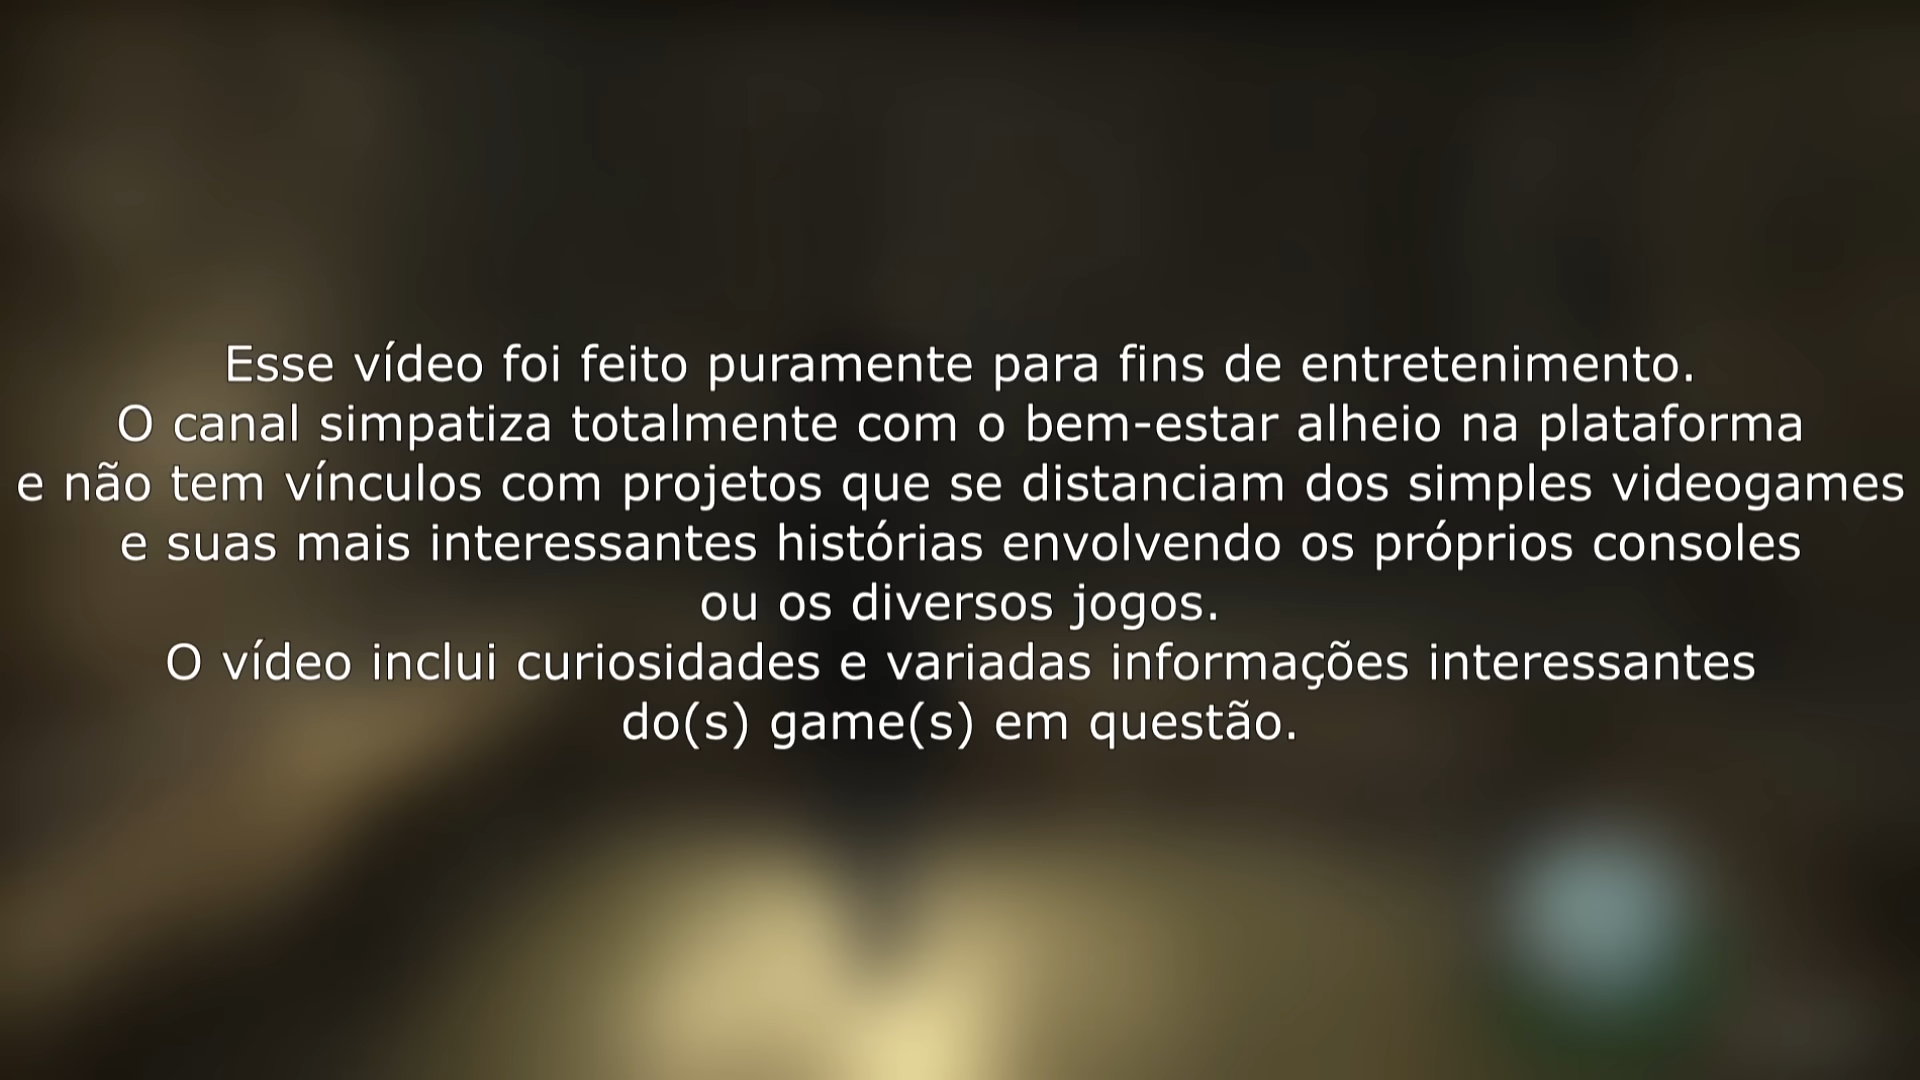 Esse vídeo foi feito puramente para fins de entretenimento.
O canal simpatiza totalmente com o bem-estar alheio na plataforma
e não tem vínculos com projetos que se distanciam dos simples videogames
e suas mais interessantes histórias envolvendo os próprios consoles
ou os diversos jogos.
O vídeo inclui curiosidades e variadas informações interessantes
do(s) game(s) em questão.